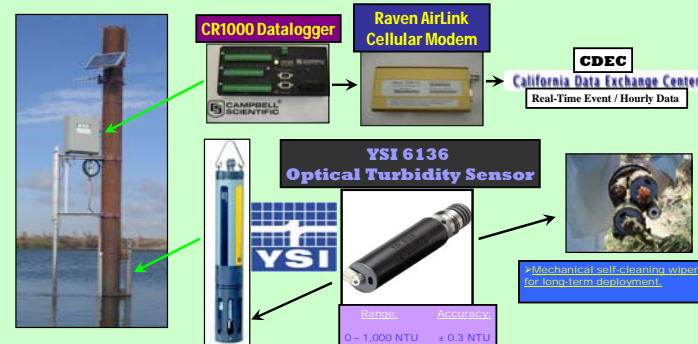 CR1000 Datalogger
Raven AirLink
Cellular Modem
CDEC
California Data Exchange Center
Real-Time Event / Hourly Data
CAMPBELL
SCIENTIFIC
YSI 6136
Optical Turbidity Sensor
YSI
➤Mechanical self-cleaning wiper
for long-term deployment.
Range: Accuracy:
0 – 1,000 NTU ± 0.3 NTU